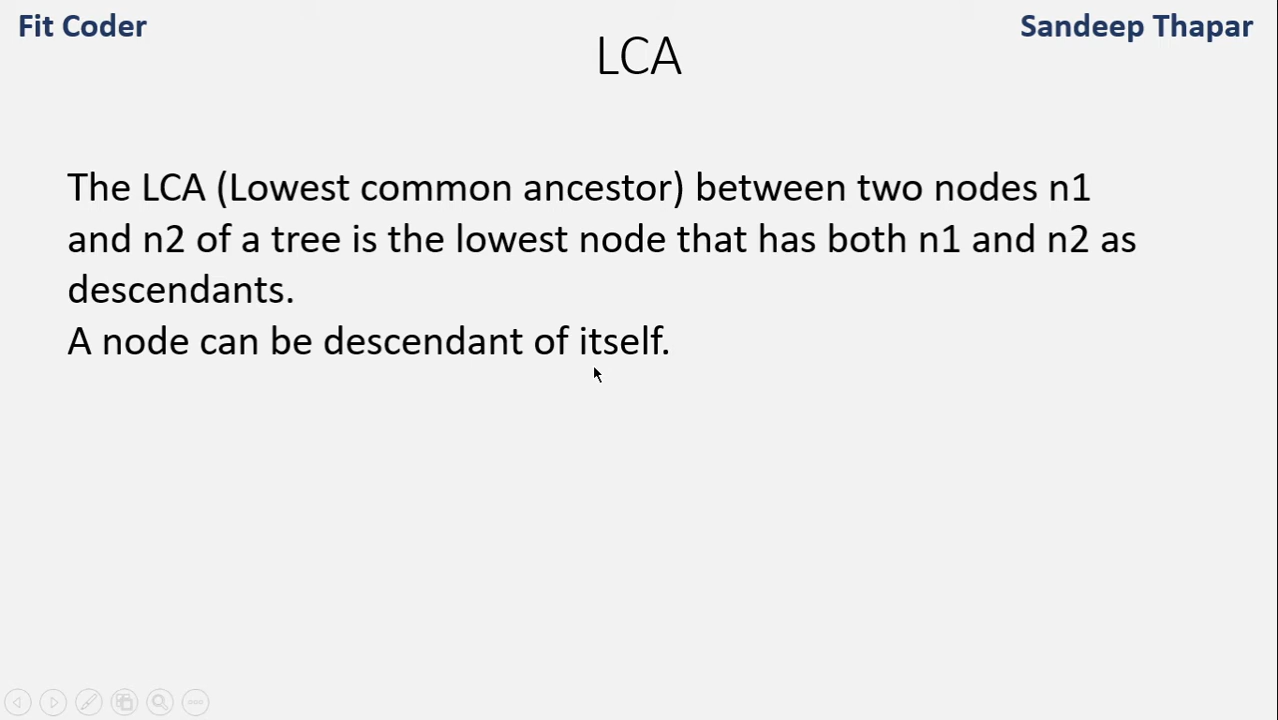 Fit Coder
Sandeep Thapar
LCA
The LCA (Lowest common ancestor) between two nodes n1
and n2 of a tree is the lowest node that has both n1 and n2 as
descendants.
A node can be descendant of itself.